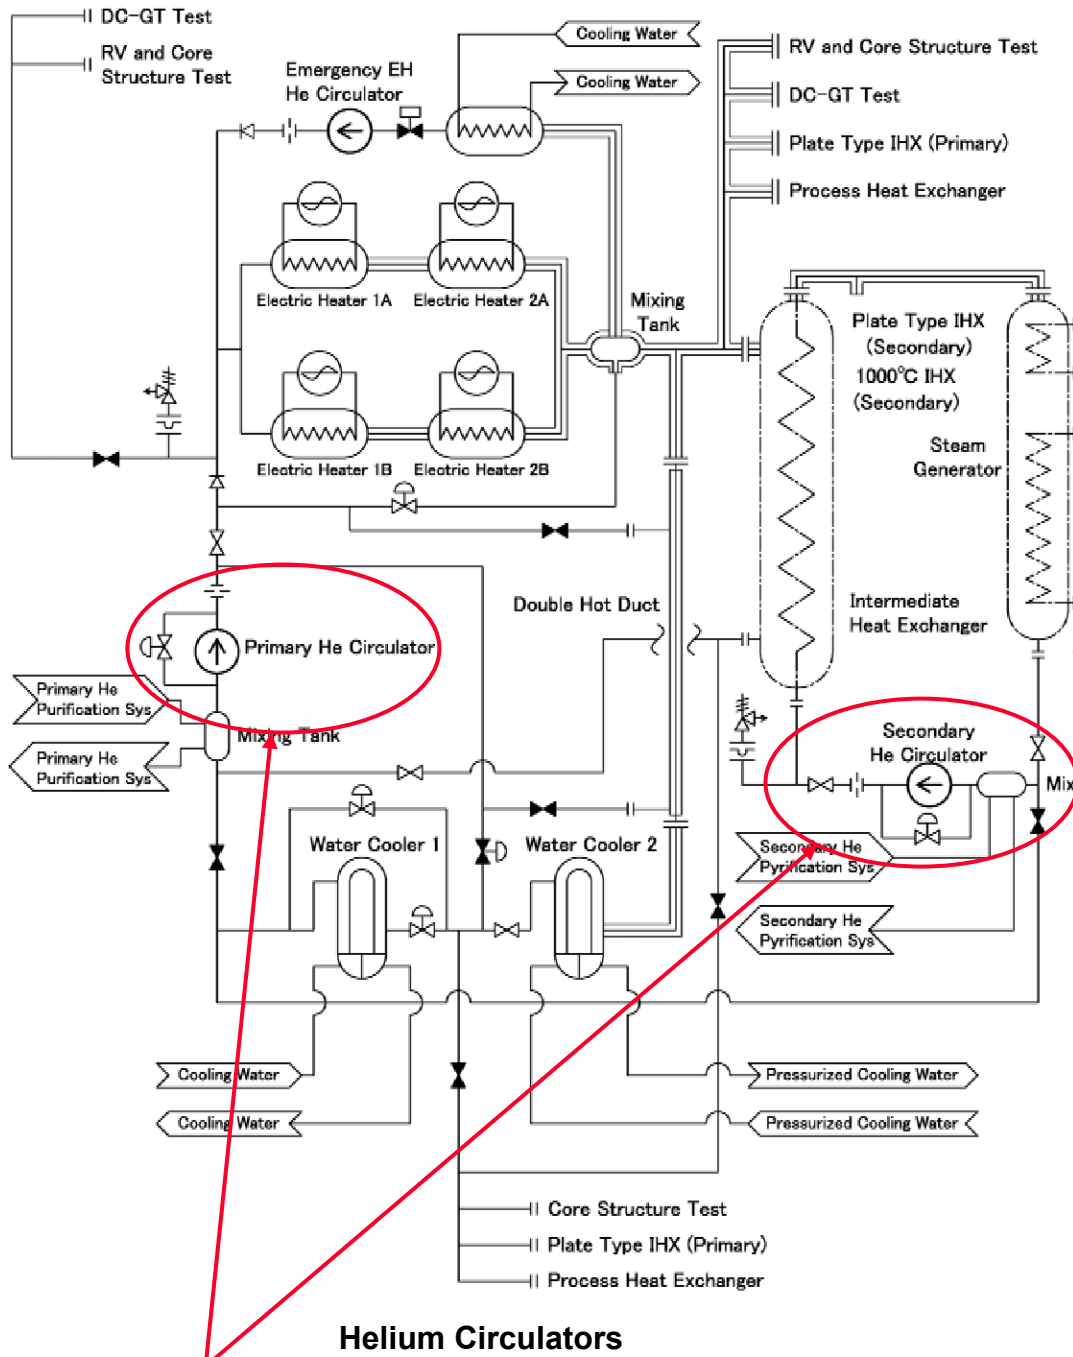 DC-GT Test
RV and Core
Structure Test
Emergency EH
He Circulator
Cooling Water
Cooling Water
RV and Core Structure Test
DC-GT Test
Plate Type IHX (Primary)
Process Heat Exchanger
Electric Heater 1A
Electric Heater 2A
Mixing
Tank
Plate Type IHX
(Secondary)
1000°C IHX
(Secondary)
Electric Heater 1B
Electric Heater 2B
Steam
Generator
Double Hot Duct
Intermediate
Heat Exchanger
Primary He Circulator
Primary He
Purification Sys
Mixing Tank
Primary He
Purification Sys
Secondary
He Circulator
Mix
Water Cooler 1
Water Cooler 2
Secondary He
Pyrification Sys
Secondary He
Pyrification Sys
Cooling Water
Cooling Water
Pressurized Cooling Water
Pressurized Cooling Water
Core Structure Test
Plate Type IHX (Primary)
Process Heat Exchanger
Helium Circulators